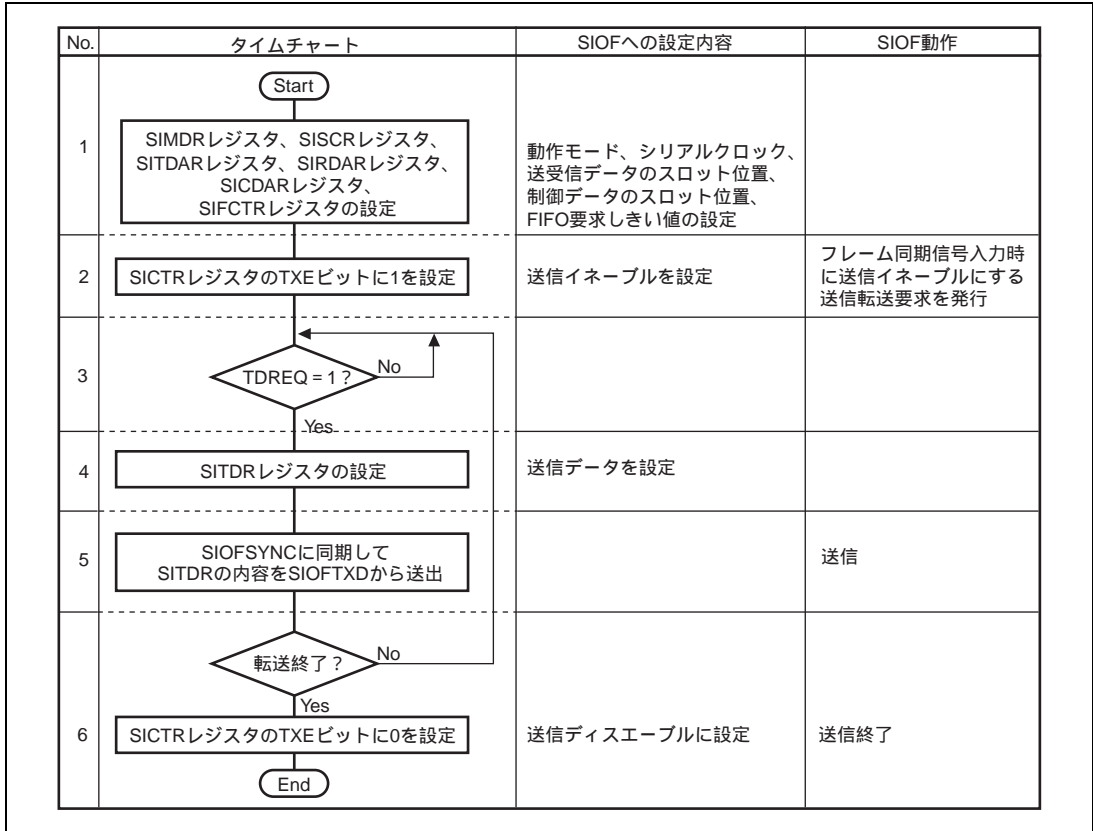 No.
タイムチャート
SIOFへの設定内容
SIOF動作
Start
1
SIMDRレジスタ、SISCRレジスタ、
SITDARレジスタ、SIRDARレジスタ、
SICDARレジスタ、
SIFCTRレジスタの設定
動作モード、シリアルクロック、
送受信データのスロット位置、
制御データのスロット位置、
FIFO要求しきい値の設定
2
SICTRレジスタのTXEビットに1を設定
送信イネーブルを設定
フレーム同期信号入力時
に送信イネーブルにする
送信転送要求を発行
3
TDREQ = 1？
No
Yes
4
SITDRレジスタの設定
送信データを設定
5
SIOFSYNCに同期して
SITDRの内容をSIOFTXDから送出
送信
転送終了？
No
Yes
6
SICTRレジスタのTXEビットに0を設定
送信ディスエーブルに設定
送信終了
End